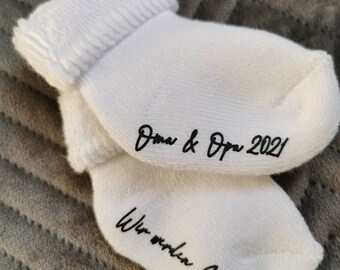 Oma & Opa 2021
Wir werden